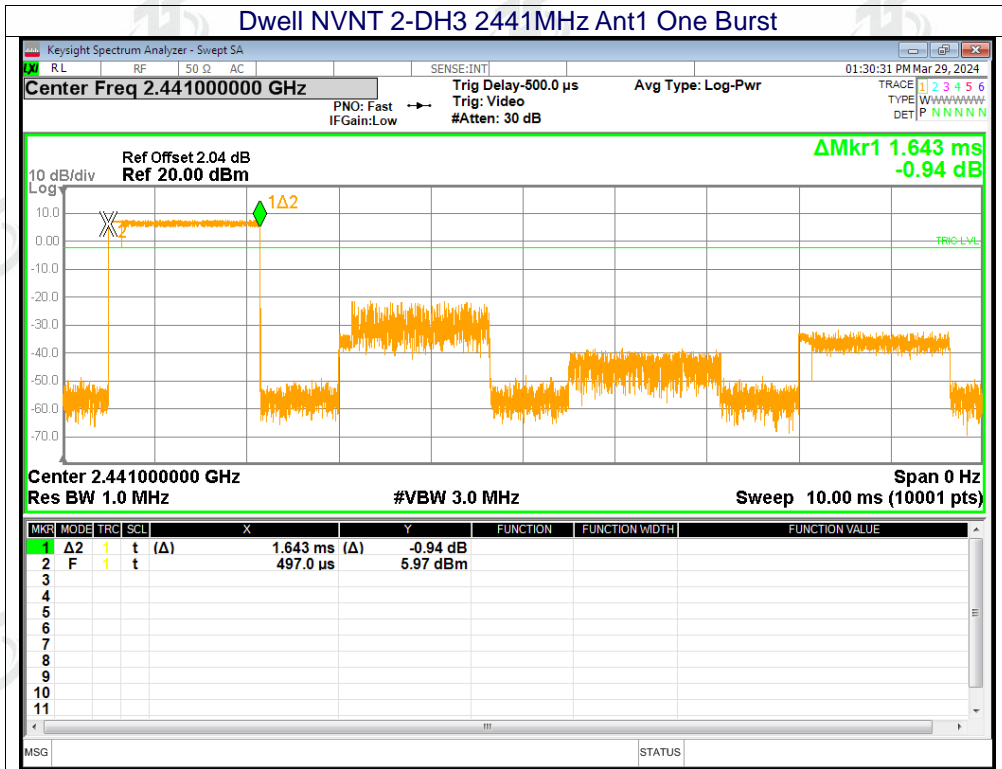 Dwell NVNT 2-DH3 2441MHz Ant1 One Burst
Keysight Spectrum Analyzer - Swept SA
LXI RL RF 50 Ω AC SENSE:INT 01:30:31 PM Mar 29, 2024
Center Freq 2.441000000 GHz
PNO: Fast
IFGain:Low
Trig Delay-500.0 µs
Trig: Video
#Atten: 30 dB
Avg Type: Log-Pwr
TRACE 1 2 3 4 5 6
TYPE WWWWWWW
DET P N N N N N
ΔMkr1 1.643 ms
-0.94 dB
Ref Offset 2.04 dB
10 dB/div Ref 20.00 dBm
Log
1Δ2
10.0
2
0.00
TRIG LVL
-10.0
-20.0
-30.0
-40.0
-50.0
-60.0
-70.0
Center 2.441000000 GHz Span 0 Hz
Res BW 1.0 MHz #VBW 3.0 MHz Sweep 10.00 ms (10001 pts)
MKR MODE TRC SCL X Y FUNCTION FUNCTION WIDTH FUNCTION VALUE
1 Δ2 1 t (Δ) 1.643 ms (Δ) -0.94 dB
2 F 1 t 497.0 µs 5.97 dBm
3
4
5
6
7
8
9
10
11
MSG STATUS